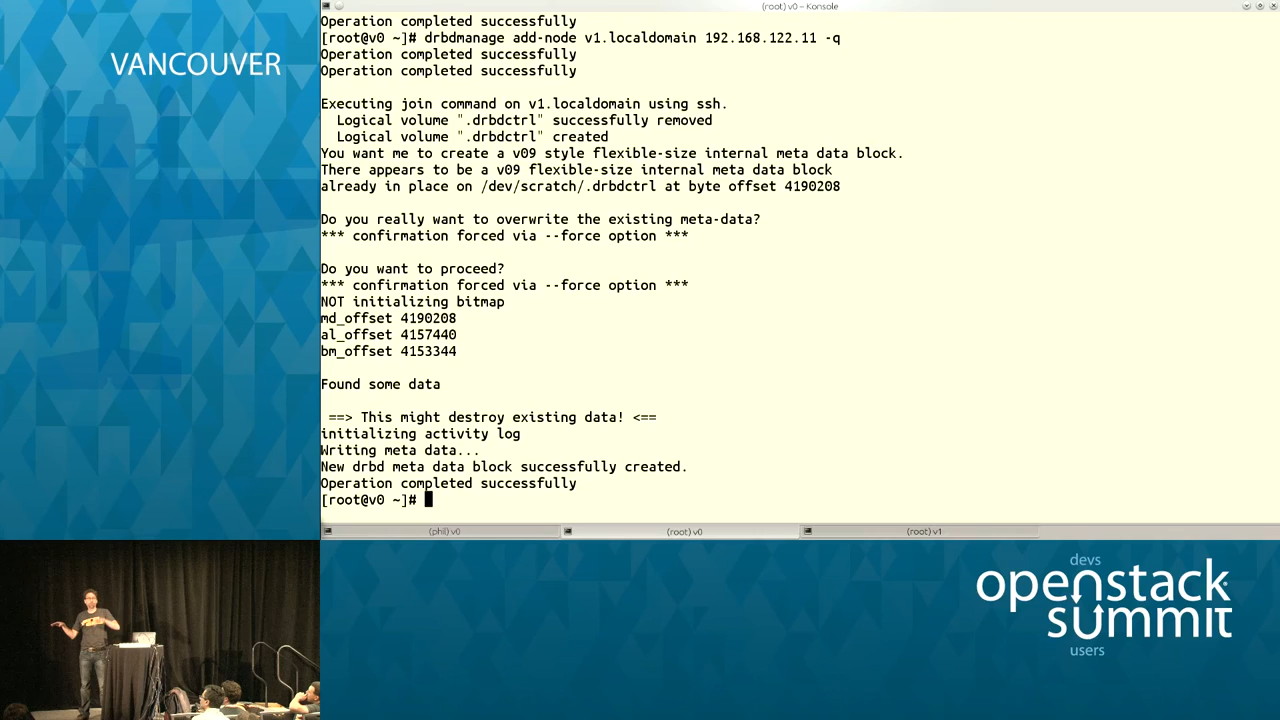 VANCOUVER
(root) v0 – Konsole
Operation completed successfully
[root@v0 ~]# drbdmanage add-node v1.localdomain 192.168.122.11 -q
Operation completed successfully
Operation completed successfully
Executing join command on v1.localdomain using ssh.
Logical volume ".drbdctrl" successfully removed
Logical volume ".drbdctrl" created
You want me to create a v09 style flexible-size internal meta data block.
There appears to be a v09 flexible-size internal meta data block
already in place on /dev/scratch/.drbdctrl at byte offset 4190208
Do you really want to overwrite the existing meta-data?
*** confirmation forced via --force option ***
Do you want to proceed?
*** confirmation forced via --force option ***
NOT initializing bitmap
md_offset 4190208
al_offset 4157440
bm_offset 4153344
Found some data
==> This might destroy existing data! <==
initializing activity log
Writing meta data...
New drbd meta data block successfully created.
Operation completed successfully
[root@v0 ~]#
(phil) v0
(root) v0
(root) v1
devs
openstack
summit
users